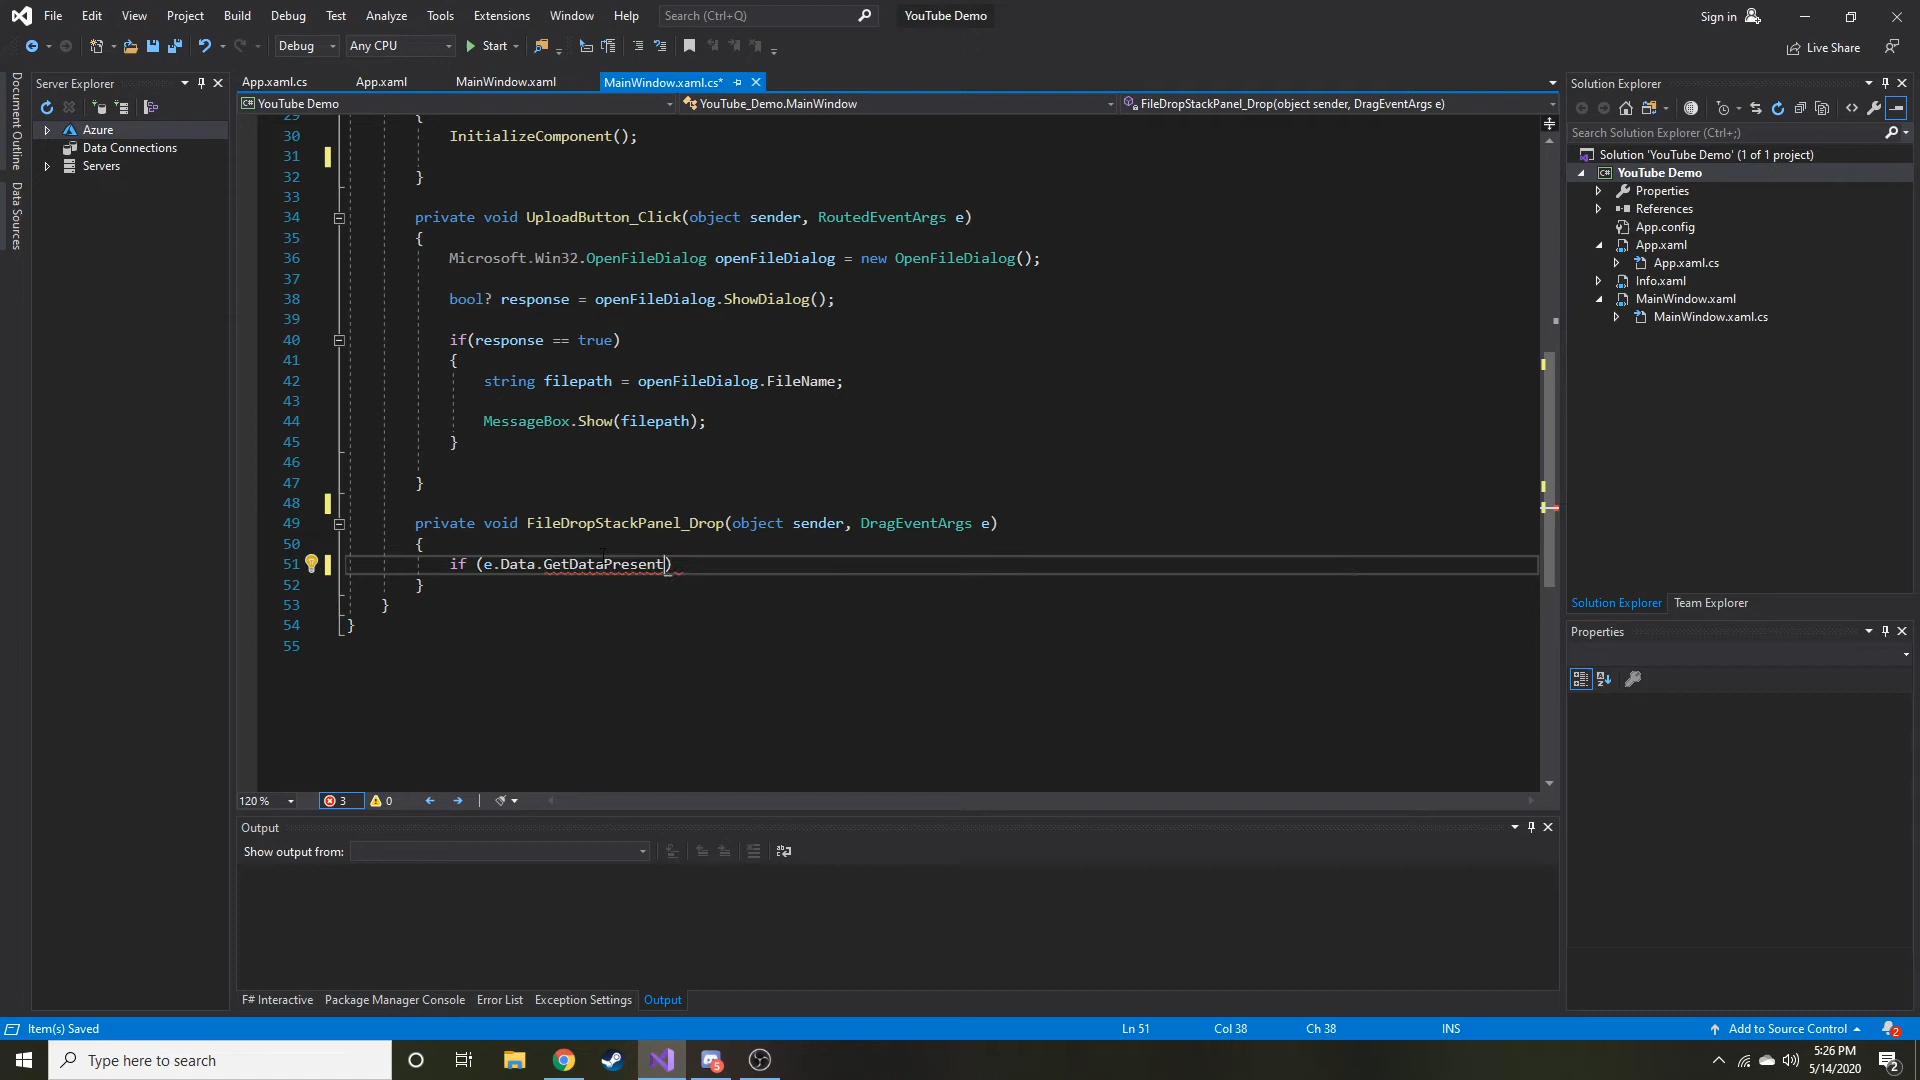 File Edit View Project Build Debug Test Analyze Tools Extensions Window Help Search (Ctrl+Q) YouTube Demo Sign in
Debug Any CPU Start Live Share
Document Outline
Data Sources
Server Explorer
Azure
Data Connections
Servers
App.xaml.cs App.xaml MainWindow.xaml MainWindow.xaml.cs*
YouTube Demo YouTube_Demo.MainWindow FileDropStackPanel_Drop(object sender, DragEventArgs e)
29 {
30 InitializeComponent();
31
32 }
33
34 private void UploadButton_Click(object sender, RoutedEventArgs e)
35 {
36 Microsoft.Win32.OpenFileDialog openFileDialog = new OpenFileDialog();
37
38 bool? response = openFileDialog.ShowDialog();
39
40 if(response == true)
41 {
42 string filepath = openFileDialog.FileName;
43
44 MessageBox.Show(filepath);
45 }
46
47 }
48
49 private void FileDropStackPanel_Drop(object sender, DragEventArgs e)
50 {
51 if (e.Data.GetDataPresent)
52 }
53 }
54 }
55
120 % 3 0
Output
Show output from:
F# Interactive Package Manager Console Error List Exception Settings Output
Solution Explorer
Search Solution Explorer (Ctrl+;)
Solution 'YouTube Demo' (1 of 1 project)
C# YouTube Demo
Properties
References
App.config
App.xaml
App.xaml.cs
Info.xaml
MainWindow.xaml
MainWindow.xaml.cs
Solution Explorer Team Explorer
Properties
Item(s) Saved Ln 51 Col 38 Ch 38 INS Add to Source Control 2
Type here to search 5 5:26 PM
5/14/2020 2